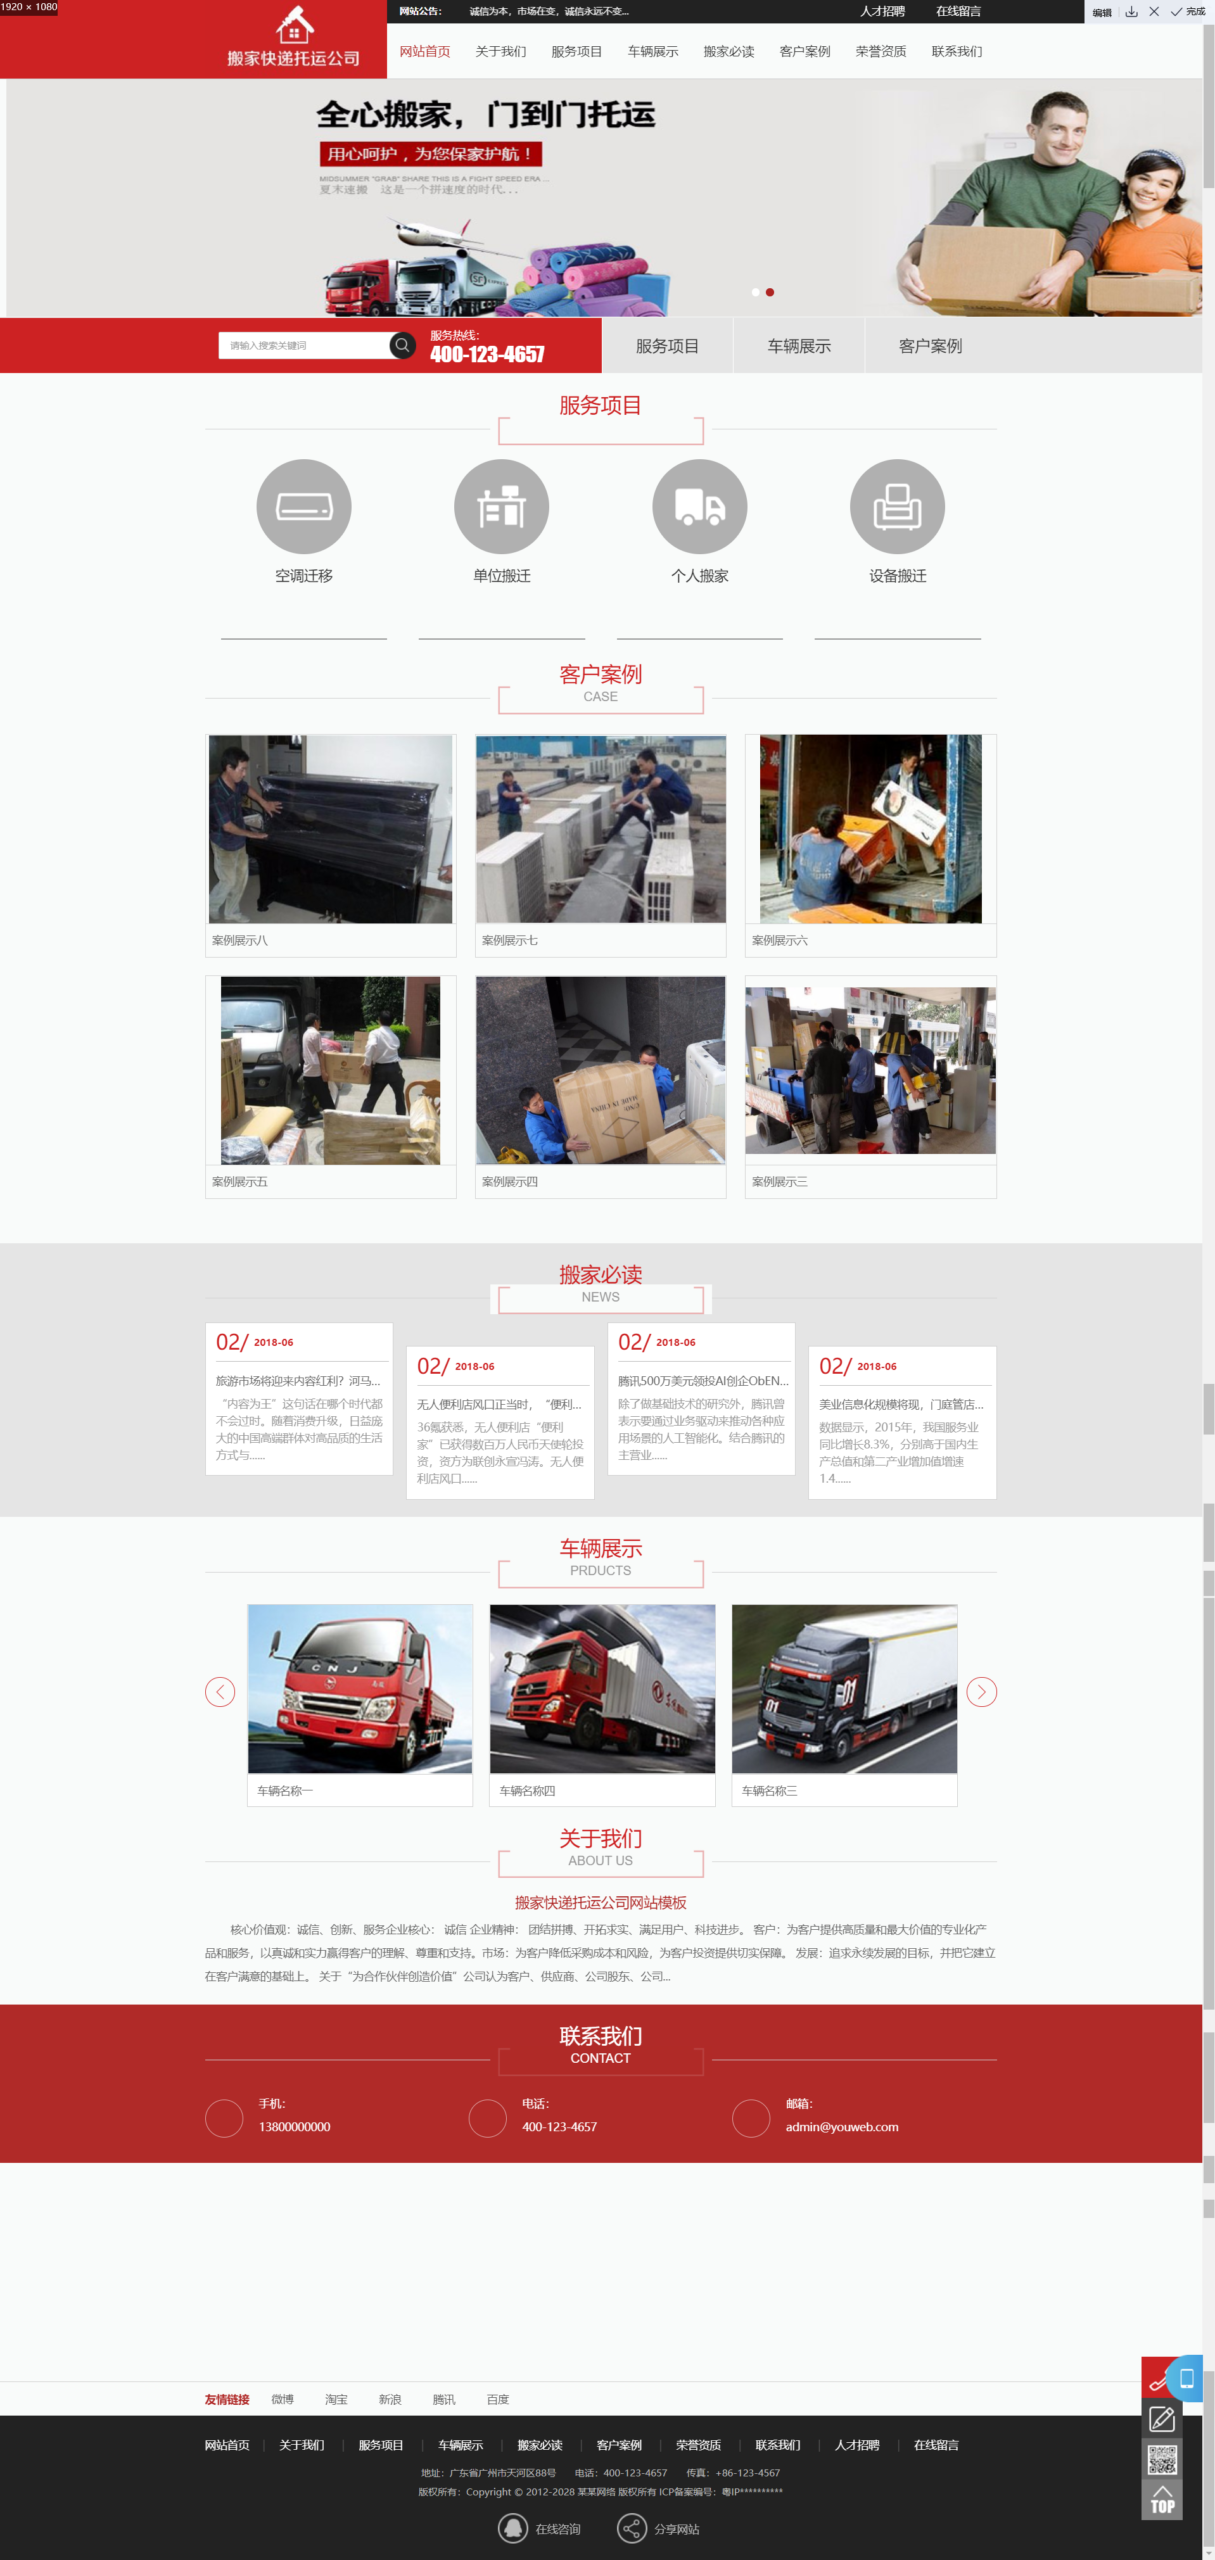 1920 × 1080
网站公告：
诚信为本，市场在变，诚信永远不变...
人才招聘
在线留言
编辑
完成
搬家快递托运公司
网站首页
关于我们
服务项目
车辆展示
搬家必读
客户案例
荣誉资质
联系我们
全心搬家，门到门托运
用心呵护，为您保家护航！
MIDSUMMER "GRAB" SHARE THIS IS A FIGHT SPEED ERA ...
夏末速搬 这是一个拼速度的时代...
请输入搜索关键词
服务热线：
400-123-4657
服务项目
车辆展示
客户案例
服务项目
空调迁移
单位搬迁
个人搬家
设备搬迁
客户案例
CASE
案例展示八
案例展示七
案例展示六
案例展示五
案例展示四
案例展示三
搬家必读
NEWS
02/ 2018-06
旅游市场将迎来内容红利？河马...
“内容为王”这句话在哪个时代都
不会过时。随着消费升级，日益庞
大的中国高端群体对高品质的生活
方式与......
02/ 2018-06
无人便利店风口正当时，“便利...
36氪获悉，无人便利店“便利
家”已获得数百万人民币天使轮投
资，资方为联创永宣冯涛。无人便
利店风口......
02/ 2018-06
腾讯500万美元领投AI创企ObEN...
除了做基础技术的研究外，腾讯曾
表示要通过业务驱动来推动各种应
用场景的人工智能化。结合腾讯的
主营业......
02/ 2018-06
美业信息化规模将现，门庭管店...
数据显示，2015年，我国服务业
同比增长8.3%，分别高于国内生
产总值和第二产业增加值增速
1.4......
车辆展示
PRDUCTS
CNJ
01
01
车辆名称一
车辆名称四
车辆名称三
关于我们
ABOUT US
搬家快递托运公司网站模板
核心价值观：诚信、创新、服务企业核心： 诚信 企业精神： 团结拼搏、开拓求实、满足用户、科技进步。 客户：为客户提供高质量和最大价值的专业化产
品和服务，以真诚和实力赢得客户的理解、尊重和支持。市场：为客户降低采购成本和风险，为客户投资提供切实保障。 发展：追求永续发展的目标，并把它建立
在客户满意的基础上。 关于“为合作伙伴创造价值”公司认为客户、供应商、公司股东、公司...
联系我们
CONTACT
手机：
13800000000
电话：
400-123-4657
邮箱：
admin@youweb.com
友情链接
微博
淘宝
新浪
腾讯
百度
网站首页
关于我们
服务项目
车辆展示
搬家必读
客户案例
荣誉资质
联系我们
人才招聘
在线留言
地址：广东省广州市天河区88号 电话：400-123-4657 传真：+86-123-4567
版权所有：Copyright © 2012-2028 某某网络 版权所有 ICP备案编号：粤IP**********
在线咨询
分享网站
TOP